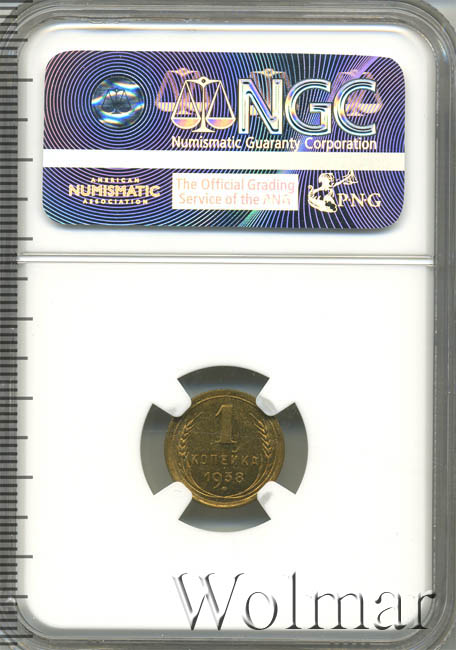 NGC
Numismatic Guaranty Corporation
AMERICAN
NUMISMATIC
ASSOCIATION
The Official Grading
Service of the ANA
PNG
1
КОПЕЙКА
1938
Wolmar